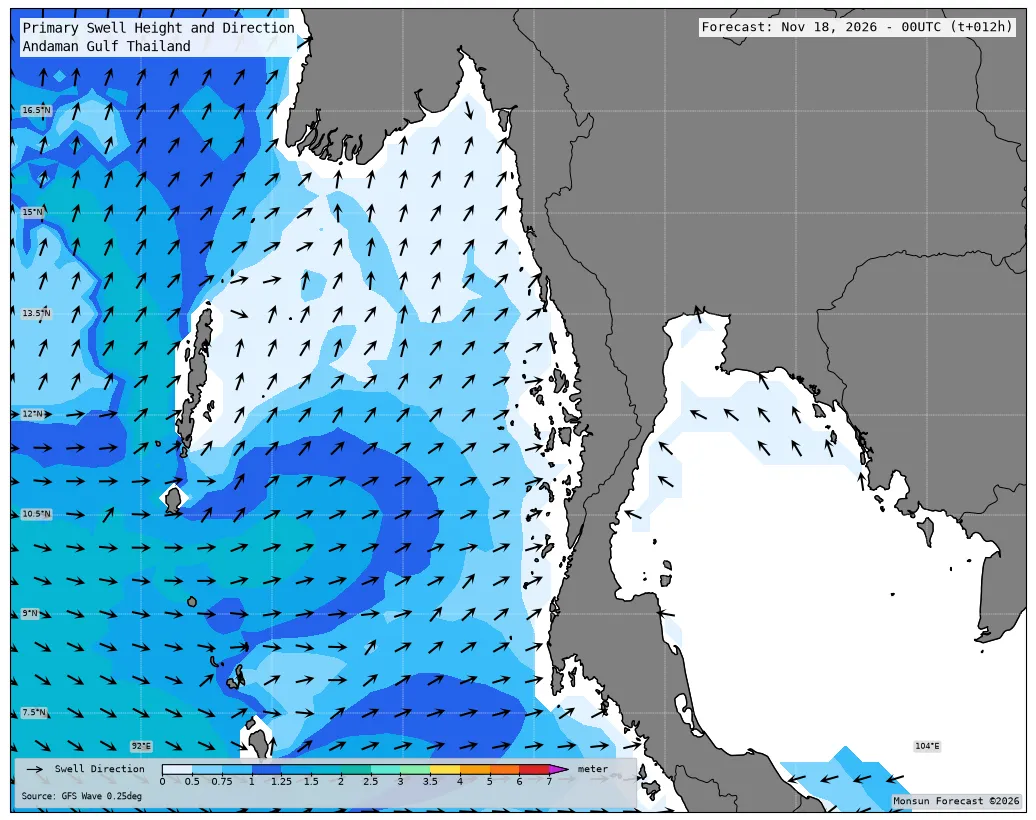 Primary Swell Height and Direction
Andaman Gulf Thailand
Forecast: Nov 18, 2026 - 00UTC (t+012h)
16.5°N
15°N
13.5°N
12°N
10.5°N
9°N
7.5°N
92°E
104°E
Swell Direction
0 0.5 0.75 1 1.25 1.5 2 2.5 3 3.5 4 5 6 7
meter
Source: GFS Wave 0.25deg
Monsun Forecast ©2026